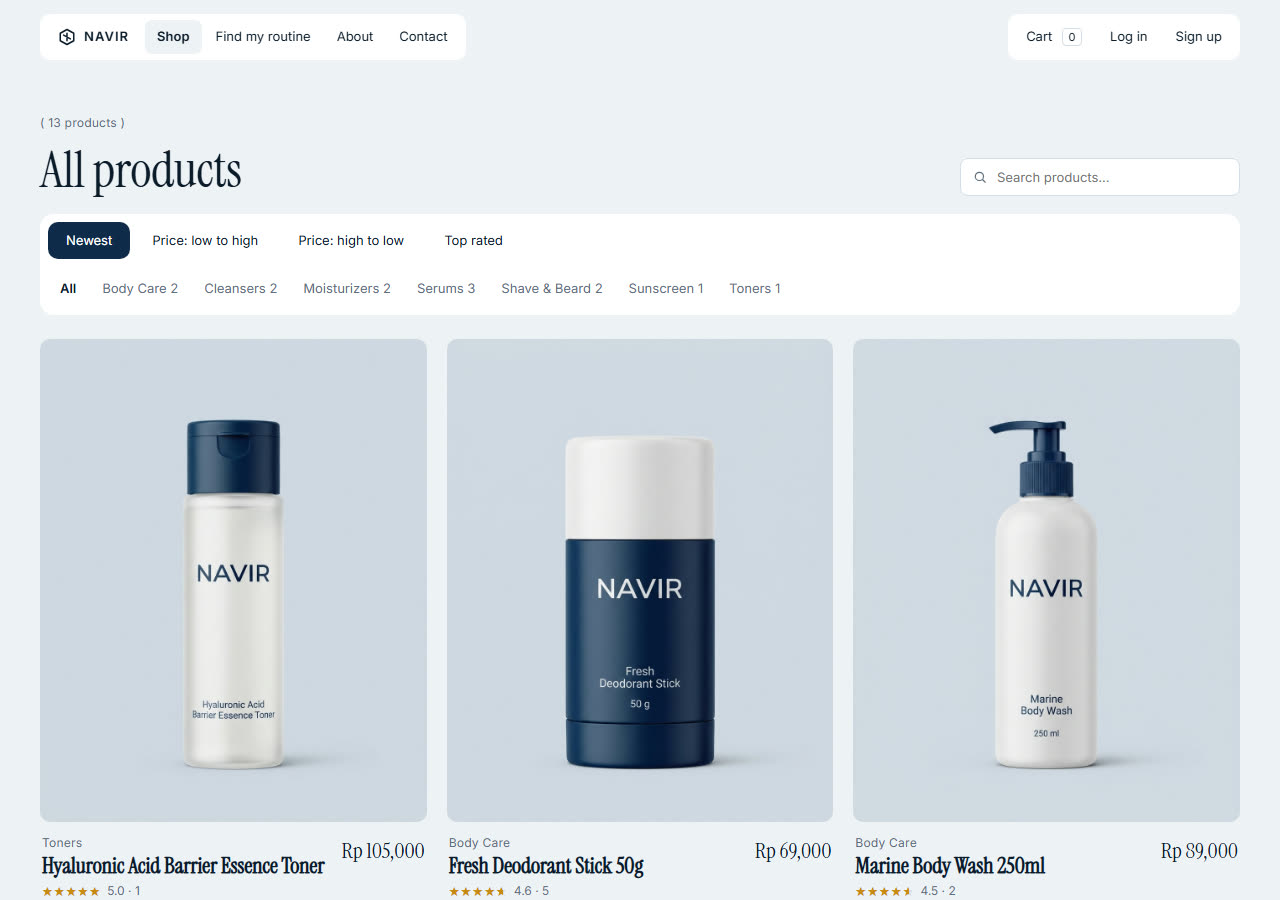 NAVIR Shop Find my routine About Contact Cart 0 Log in Sign up
( 13 products )
All products
Search products...
Newest Price: low to high Price: high to low Top rated
All Body Care 2 Cleansers 2 Moisturizers 2 Serums 3 Shave & Beard 2 Sunscreen 1 Toners 1
NAVIR
Hyaluronic Acid
Barrier Essence Toner
NAVIR
Fresh
Deodorant Stick
50 g
NAVIR
Marine
Body Wash
250 ml
Toners
Hyaluronic Acid Barrier Essence Toner
Rp 105,000
5.0 · 1
Body Care
Fresh Deodorant Stick 50g
Rp 69,000
4.6 · 5
Body Care
Marine Body Wash 250ml
Rp 89,000
4.5 · 2